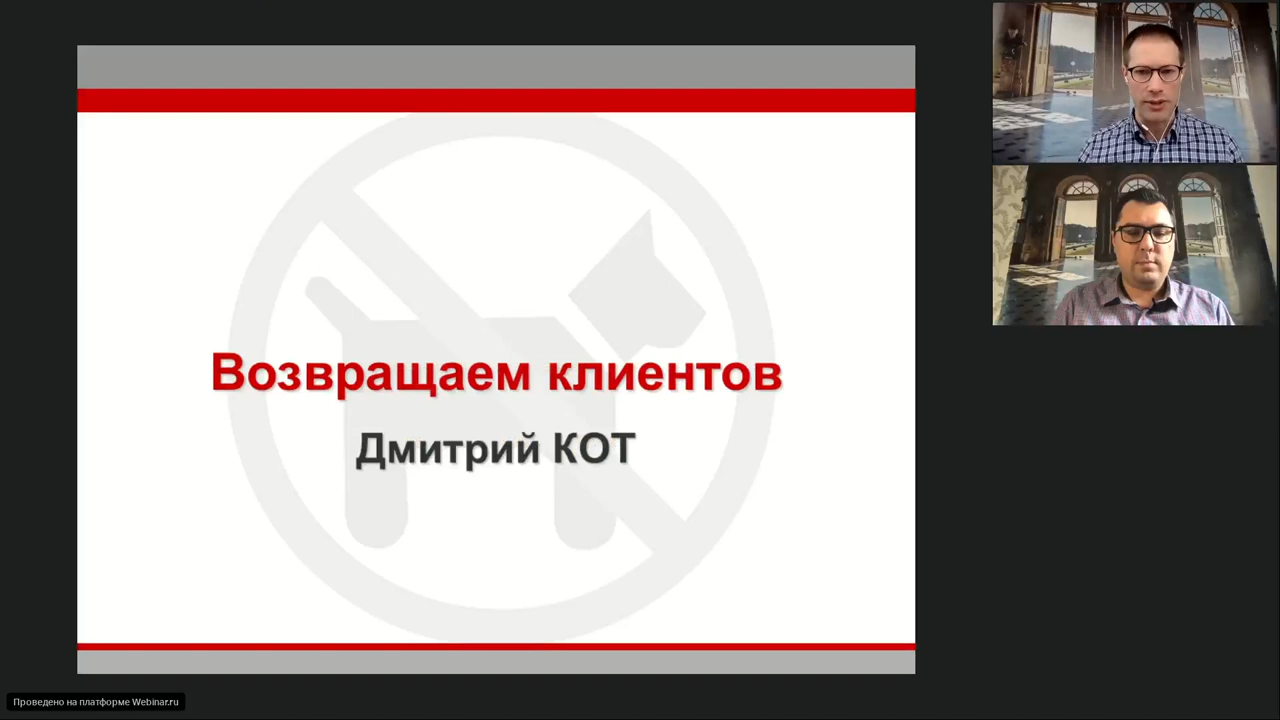 Возвращаем клиентов
Дмитрий КОТ
Проведено на платформе Webinar.ru